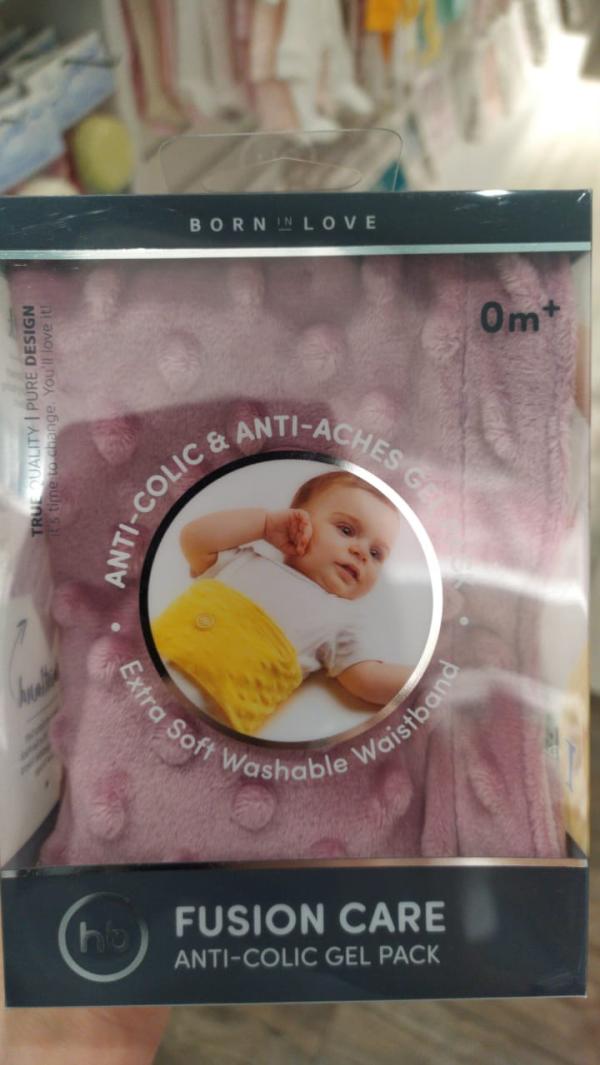 BORN IN LOVE
0m+
TRUE QUALITY | PURE DESIGN
It's time to change. You'll love it!
ANTI-COLIC & ANTI-ACHES
Extra Soft Washable Waistband
hb
FUSION CARE
ANTI-COLIC GEL PACK